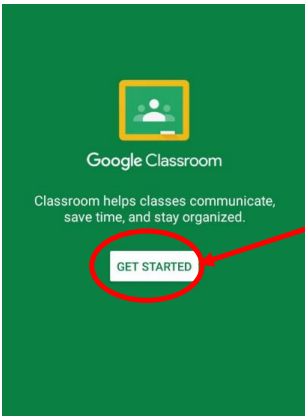 Google Classroom
Classroom helps classes communicate,
save time, and stay organized.
GET STARTED